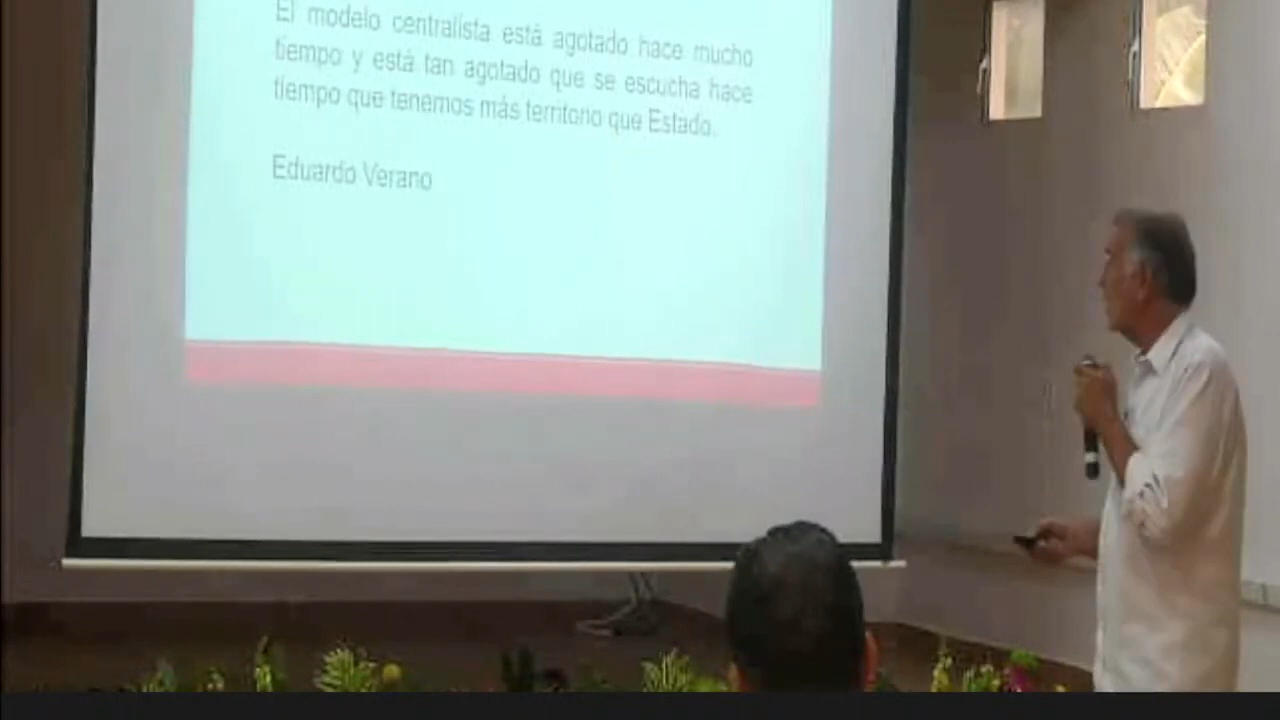 El modelo centralista está agotado hace mucho
tiempo y está tan agotado que se escucha hace
tiempo que tenemos más territorio que Estado.
Eduardo Verano